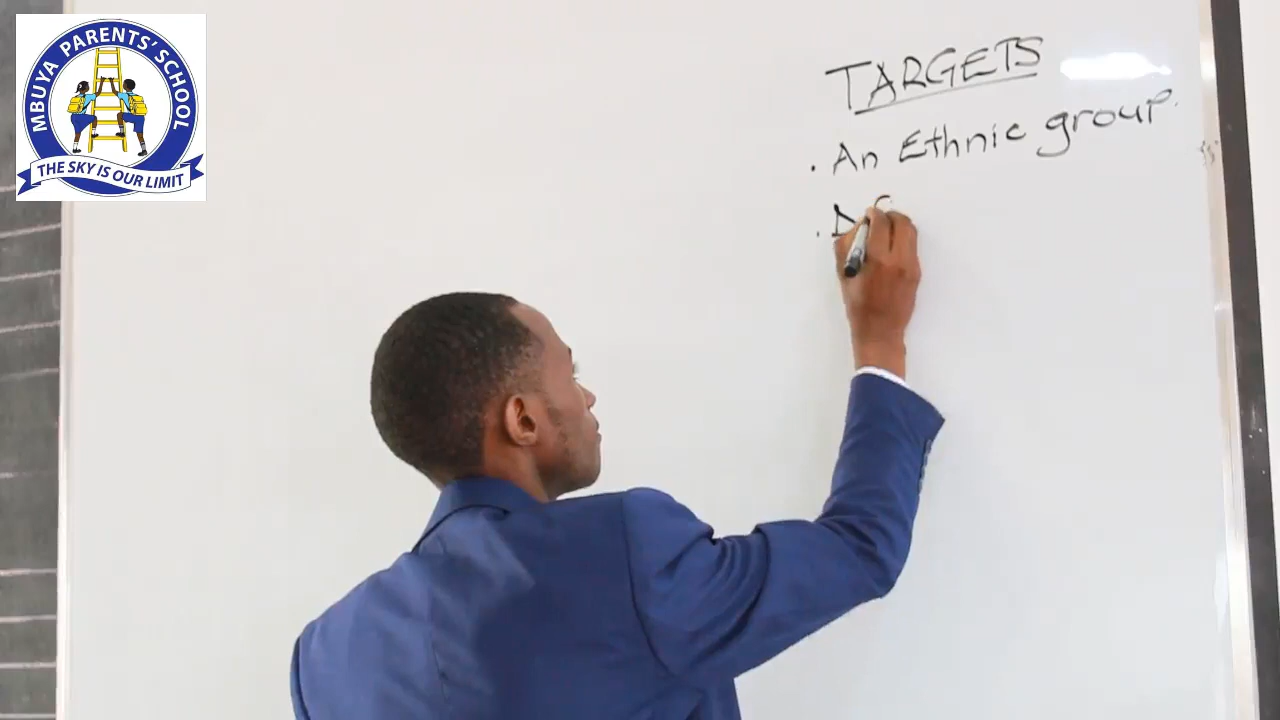 MBUYA PARENTS' SCHOOL
THE SKY IS OUR LIMIT
TARGETS
. An Ethnic group.
. D